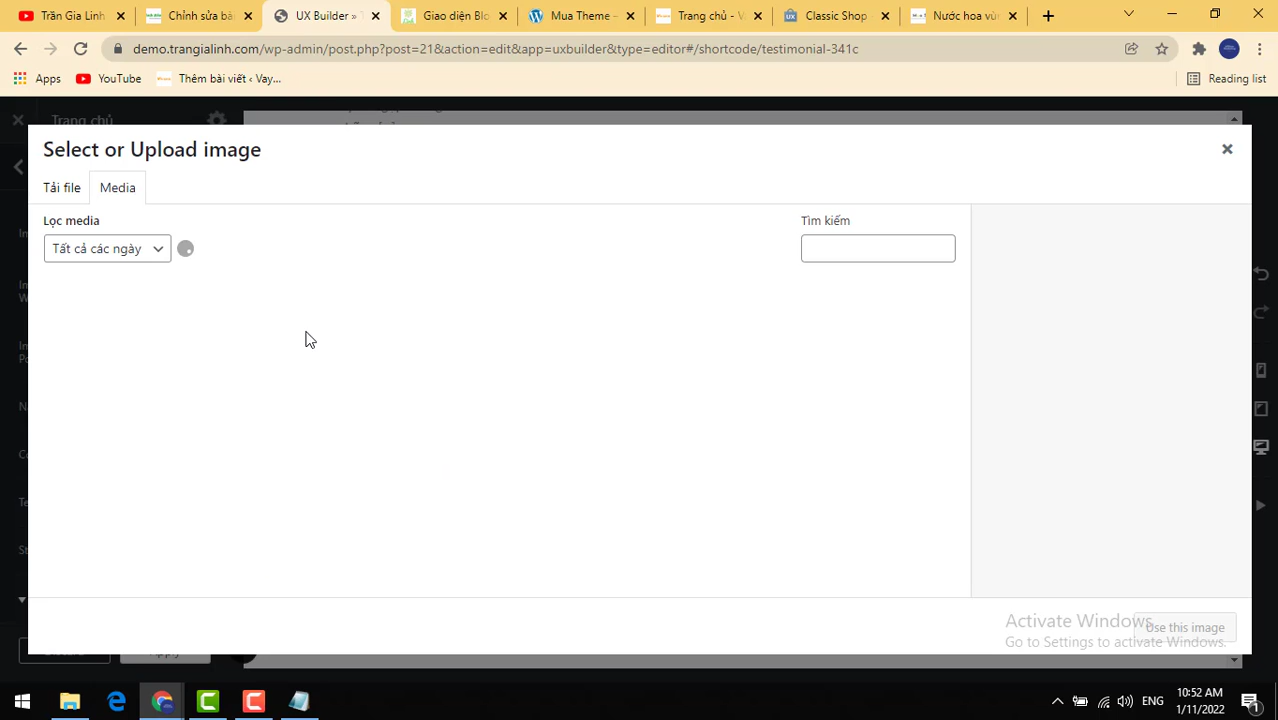 Trần Gia Linh
Chỉnh sửa bà
UX Builder » T
Giao diện Blo
Mua Theme –
Trang chủ - V
Classic Shop
Nước hoa vù
demo.trangialinh.com/wp-admin/post.php?post=21&action=edit&app=uxbuilder&type=editor#/shortcode/testimonial-341c
Apps
YouTube
Thêm bài viết ‹ Vay...
Reading list
Trang chủ
Select or Upload image
Tải file
Media
Lọc media
Tìm kiếm
Tất cả các ngày
Activate Windows
Use this image
Go to Settings to activate Windows.
Apply
ENG
10:52 AM
1/11/2022
1